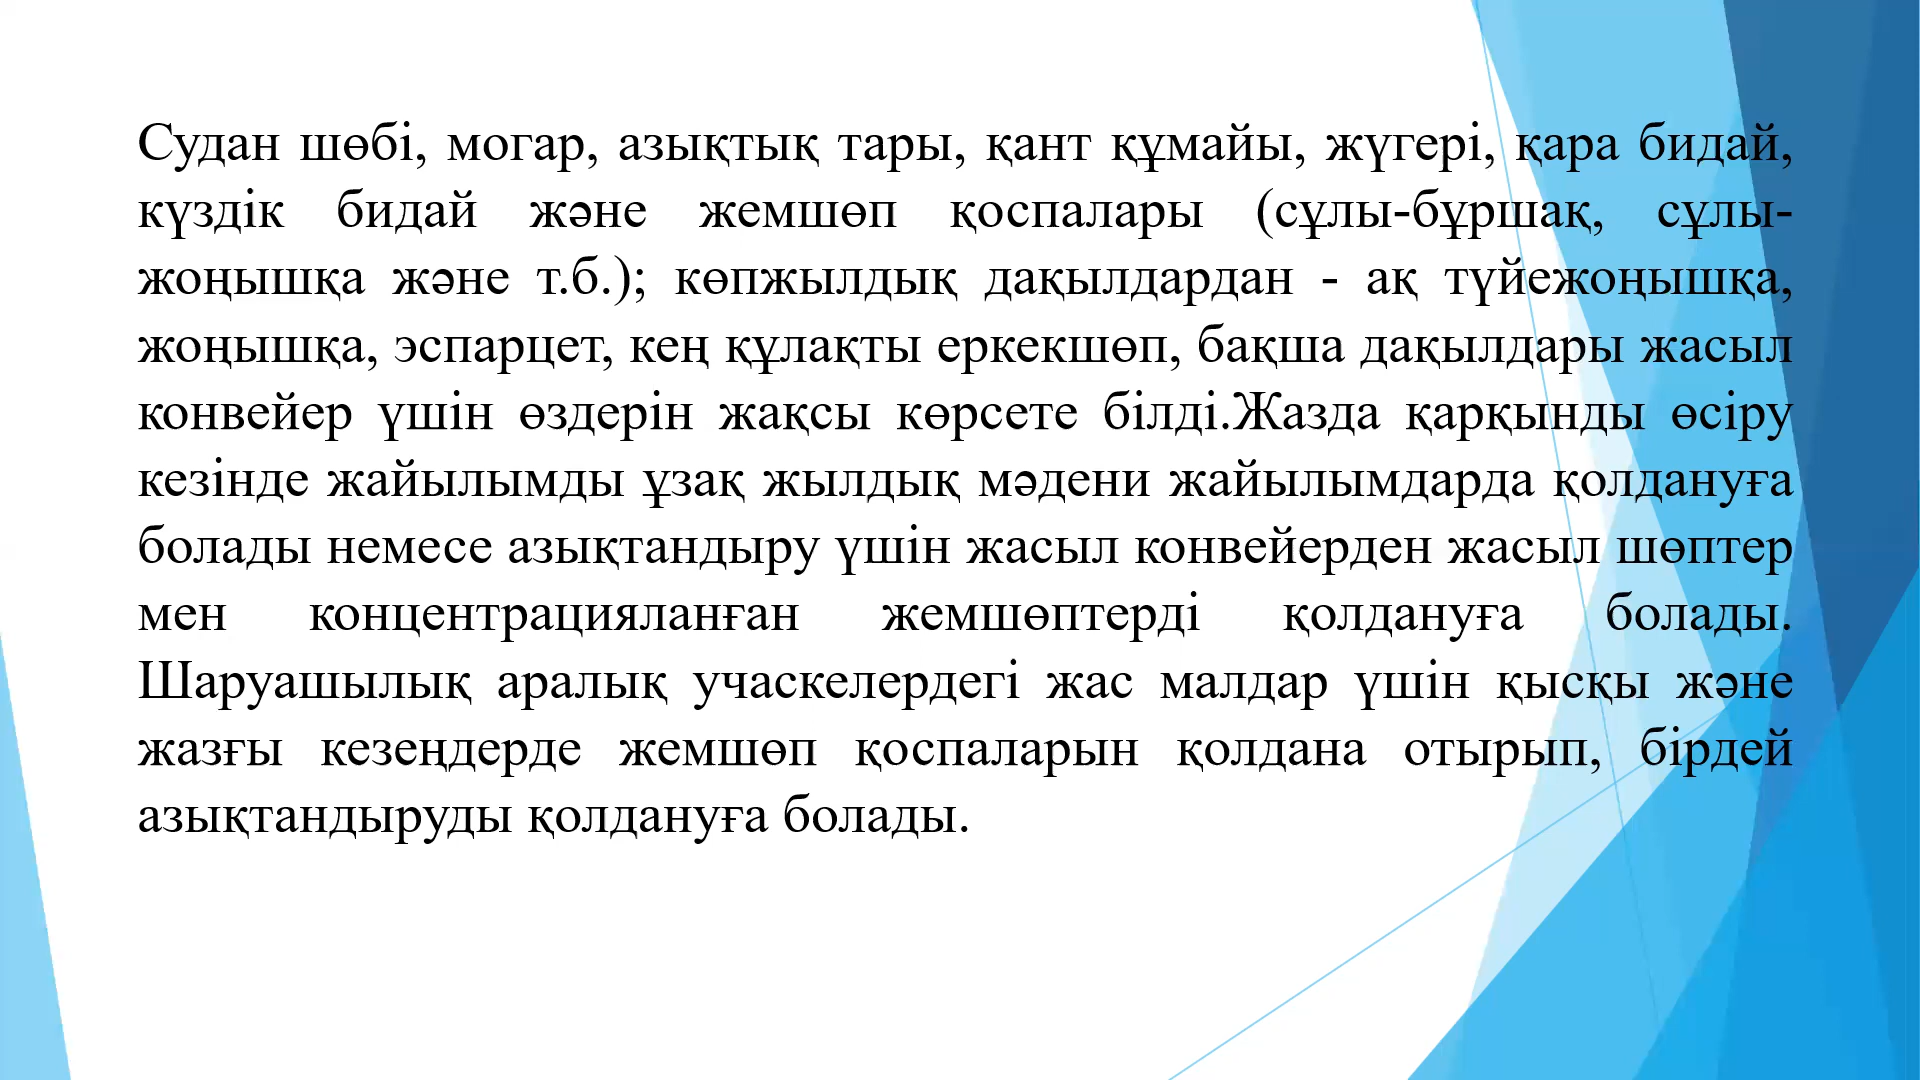 Судан шөбі, могар, азықтық тары, қант құмайы, жүгері, қара бидай,
күздік бидай және жемшөп қоспалары (сұлы-бұршақ, сұлы-
жоңышқа және т.б.); көпжылдық дақылдардан - ақ түйежоңышқа,
жоңышқа, эспарцет, кең құлақты еркекшөп, бақша дақылдары жасыл
конвейер үшін өздерін жақсы көрсете білді.Жазда қарқынды өсіру
кезінде жайылымды ұзақ жылдық мәдени жайылымдарда қолдануға
болады немесе азықтандыру үшін жасыл конвейерден жасыл шөптер
мен концентрацияланған жемшөптерді қолдануға болады.
Шаруашылық аралық учаскелердегі жас малдар үшін қысқы және
жазғы кезеңдерде жемшөп қоспаларын қолдана отырып, бірдей
азықтандыруды қолдануға болады.